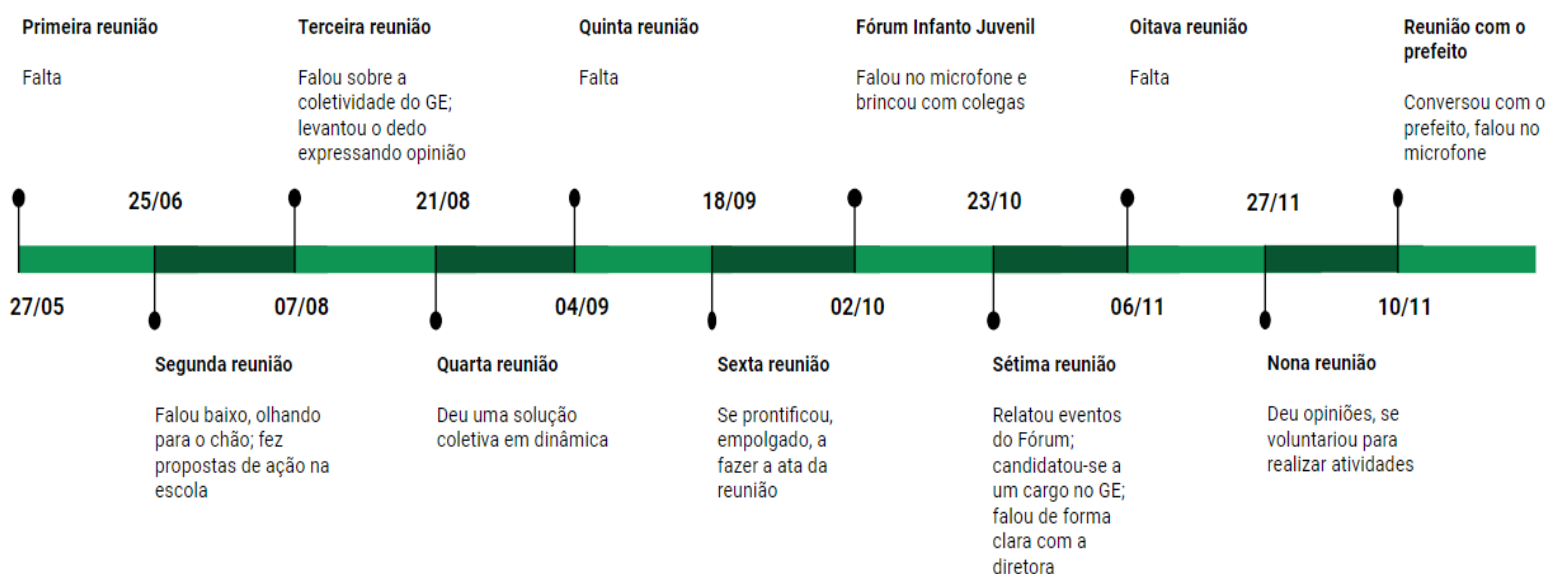 Primeira reunião
Falta
Terceira reunião
Falou sobre a
coletividade do GE;
levantou o dedo
expressando opinião
Quinta reunião
Falta
Fórum Infanto Juvenil
Falou no microfone e
brincou com colegas
Oitava reunião
Falta
Reunião com o
prefeito
Conversou com o
prefeito, falou no
microfone
25/06
21/08
18/09
23/10
27/11
27/05
07/08
04/09
02/10
06/11
10/11
Segunda reunião
Falou baixo, olhando
para o chão; fez
propostas de ação na
escola
Quarta reunião
Deu uma solução
coletiva em dinâmica
Sexta reunião
Se prontificou,
empolgado, a
fazer a ata da
reunião
Sétima reunião
Relatou eventos
do Fórum;
candidatou-se a
um cargo no GE;
falou de forma
clara com a
diretora
Nona reunião
Deu opiniões, se
voluntariou para
realizar atividades